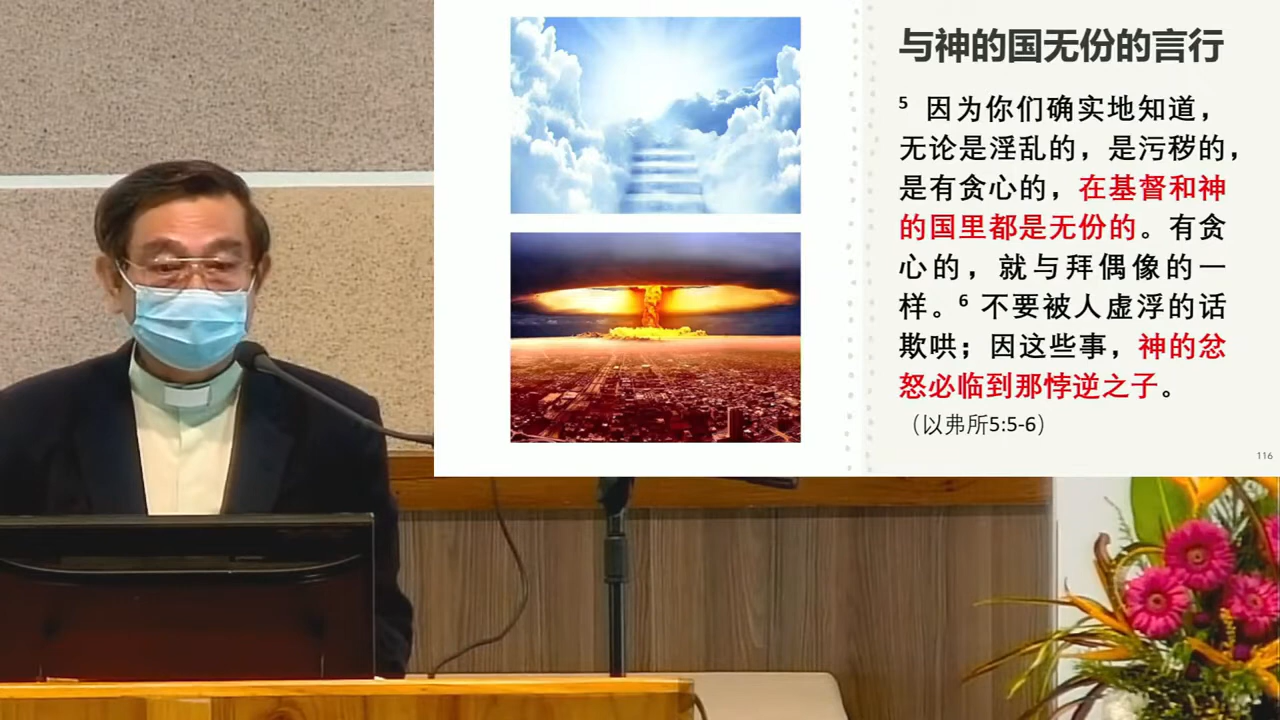 与神的国无份的言行
5 因为你们确实地知道，
无论是淫乱的，是污秽的，
是有贪心的，在基督和神
的国里都是无份的。有贪
心的，就与拜偶像的一
样。6 不要被人虚浮的话
欺哄；因这些事，神的忿
怒必临到那悖逆之子。
（以弗所5:5-6）
116